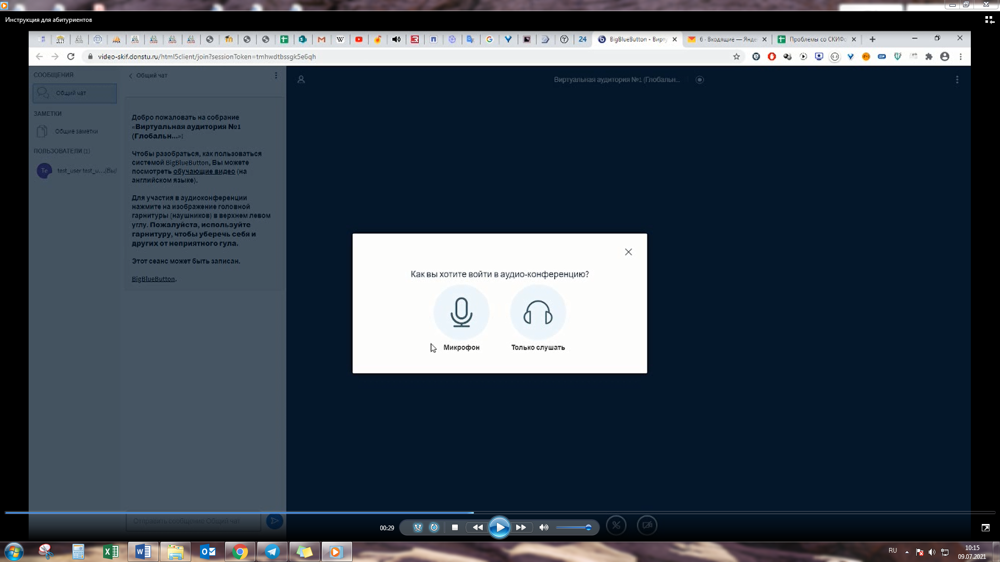 Инструкция для абитуриентов
24
BigBlueButton - Вирту
6 · Входящие — Янде
Проблемы со СКИФ
video-skif.donstu.ru/html5client/join?sessionToken=tmhwdtbssgk5e6qh
СООБЩЕНИЯ
Общий чат
ЗАМЕТКИ
Общие заметки
ПОЛЬЗОВАТЕЛИ (1)
Te
test_user test_u... (Вы)
Общий чат
Добро пожаловать на собрание
«Виртуальная аудитория №1
(Глобальн...»!
Чтобы разобраться, как пользоваться
системой BigBlueButton, Вы можете
посмотреть обучающие видео (на
английском языке).
Для участия в аудиоконференции
нажмите на изображение головной
гарнитуры (наушников) в верхнем левом
углу. Пожалуйста, используйте
гарнитуру, чтобы уберечь себя и
других от неприятного гула.
Этот сеанс может быть записан.
BigBlueButton.
Отправить сообщение Общий чат
Виртуальная аудитория №1 (Глобальн...
Как вы хотите войти в аудио-конференцию?
Микрофон
Только слушать
00:29
RU
10:15
09.07.2021